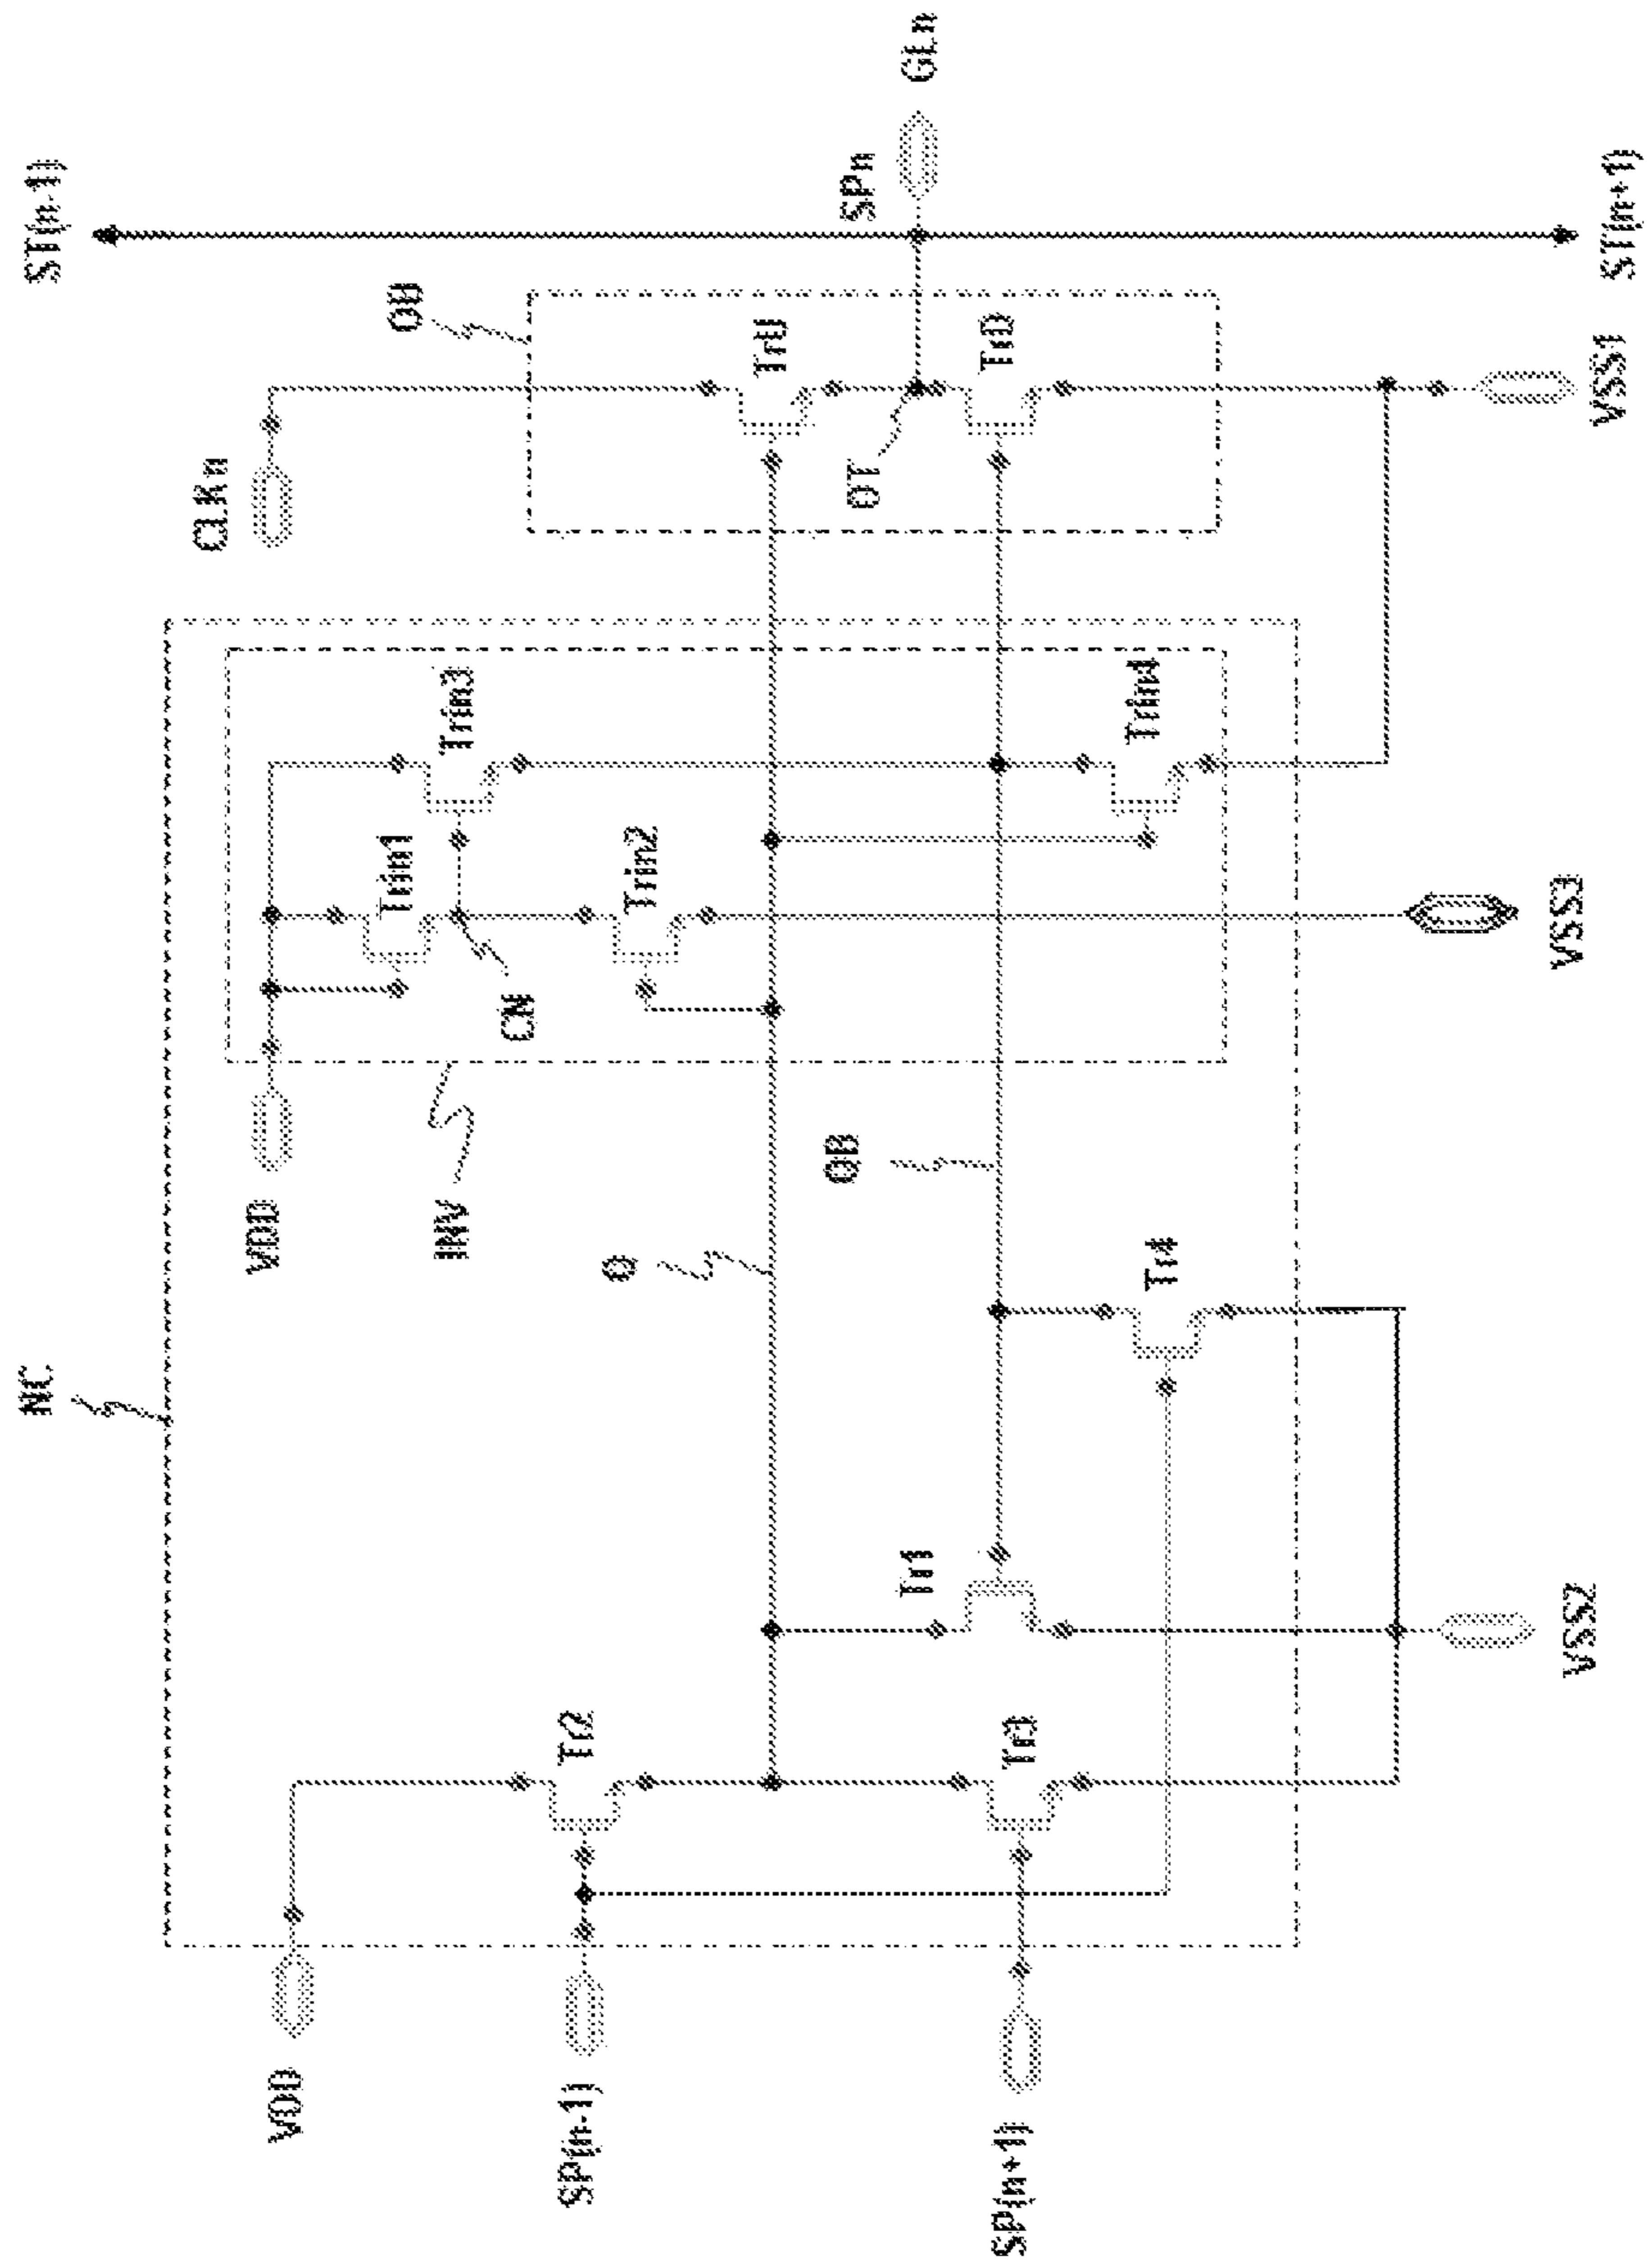 NC
ST(n-1)
CLKn
VDD
VDD
OB
Trin1
INV
Trin3
CN
SP(n-1)
Tr2
Q
Trin2
TrU
QB
OT
SPn
Tr1
GLn
TrD
SP(n+1)
Tr3
Trin4
Tr4
VSS2
VSS3
VSS1
ST(n+1)